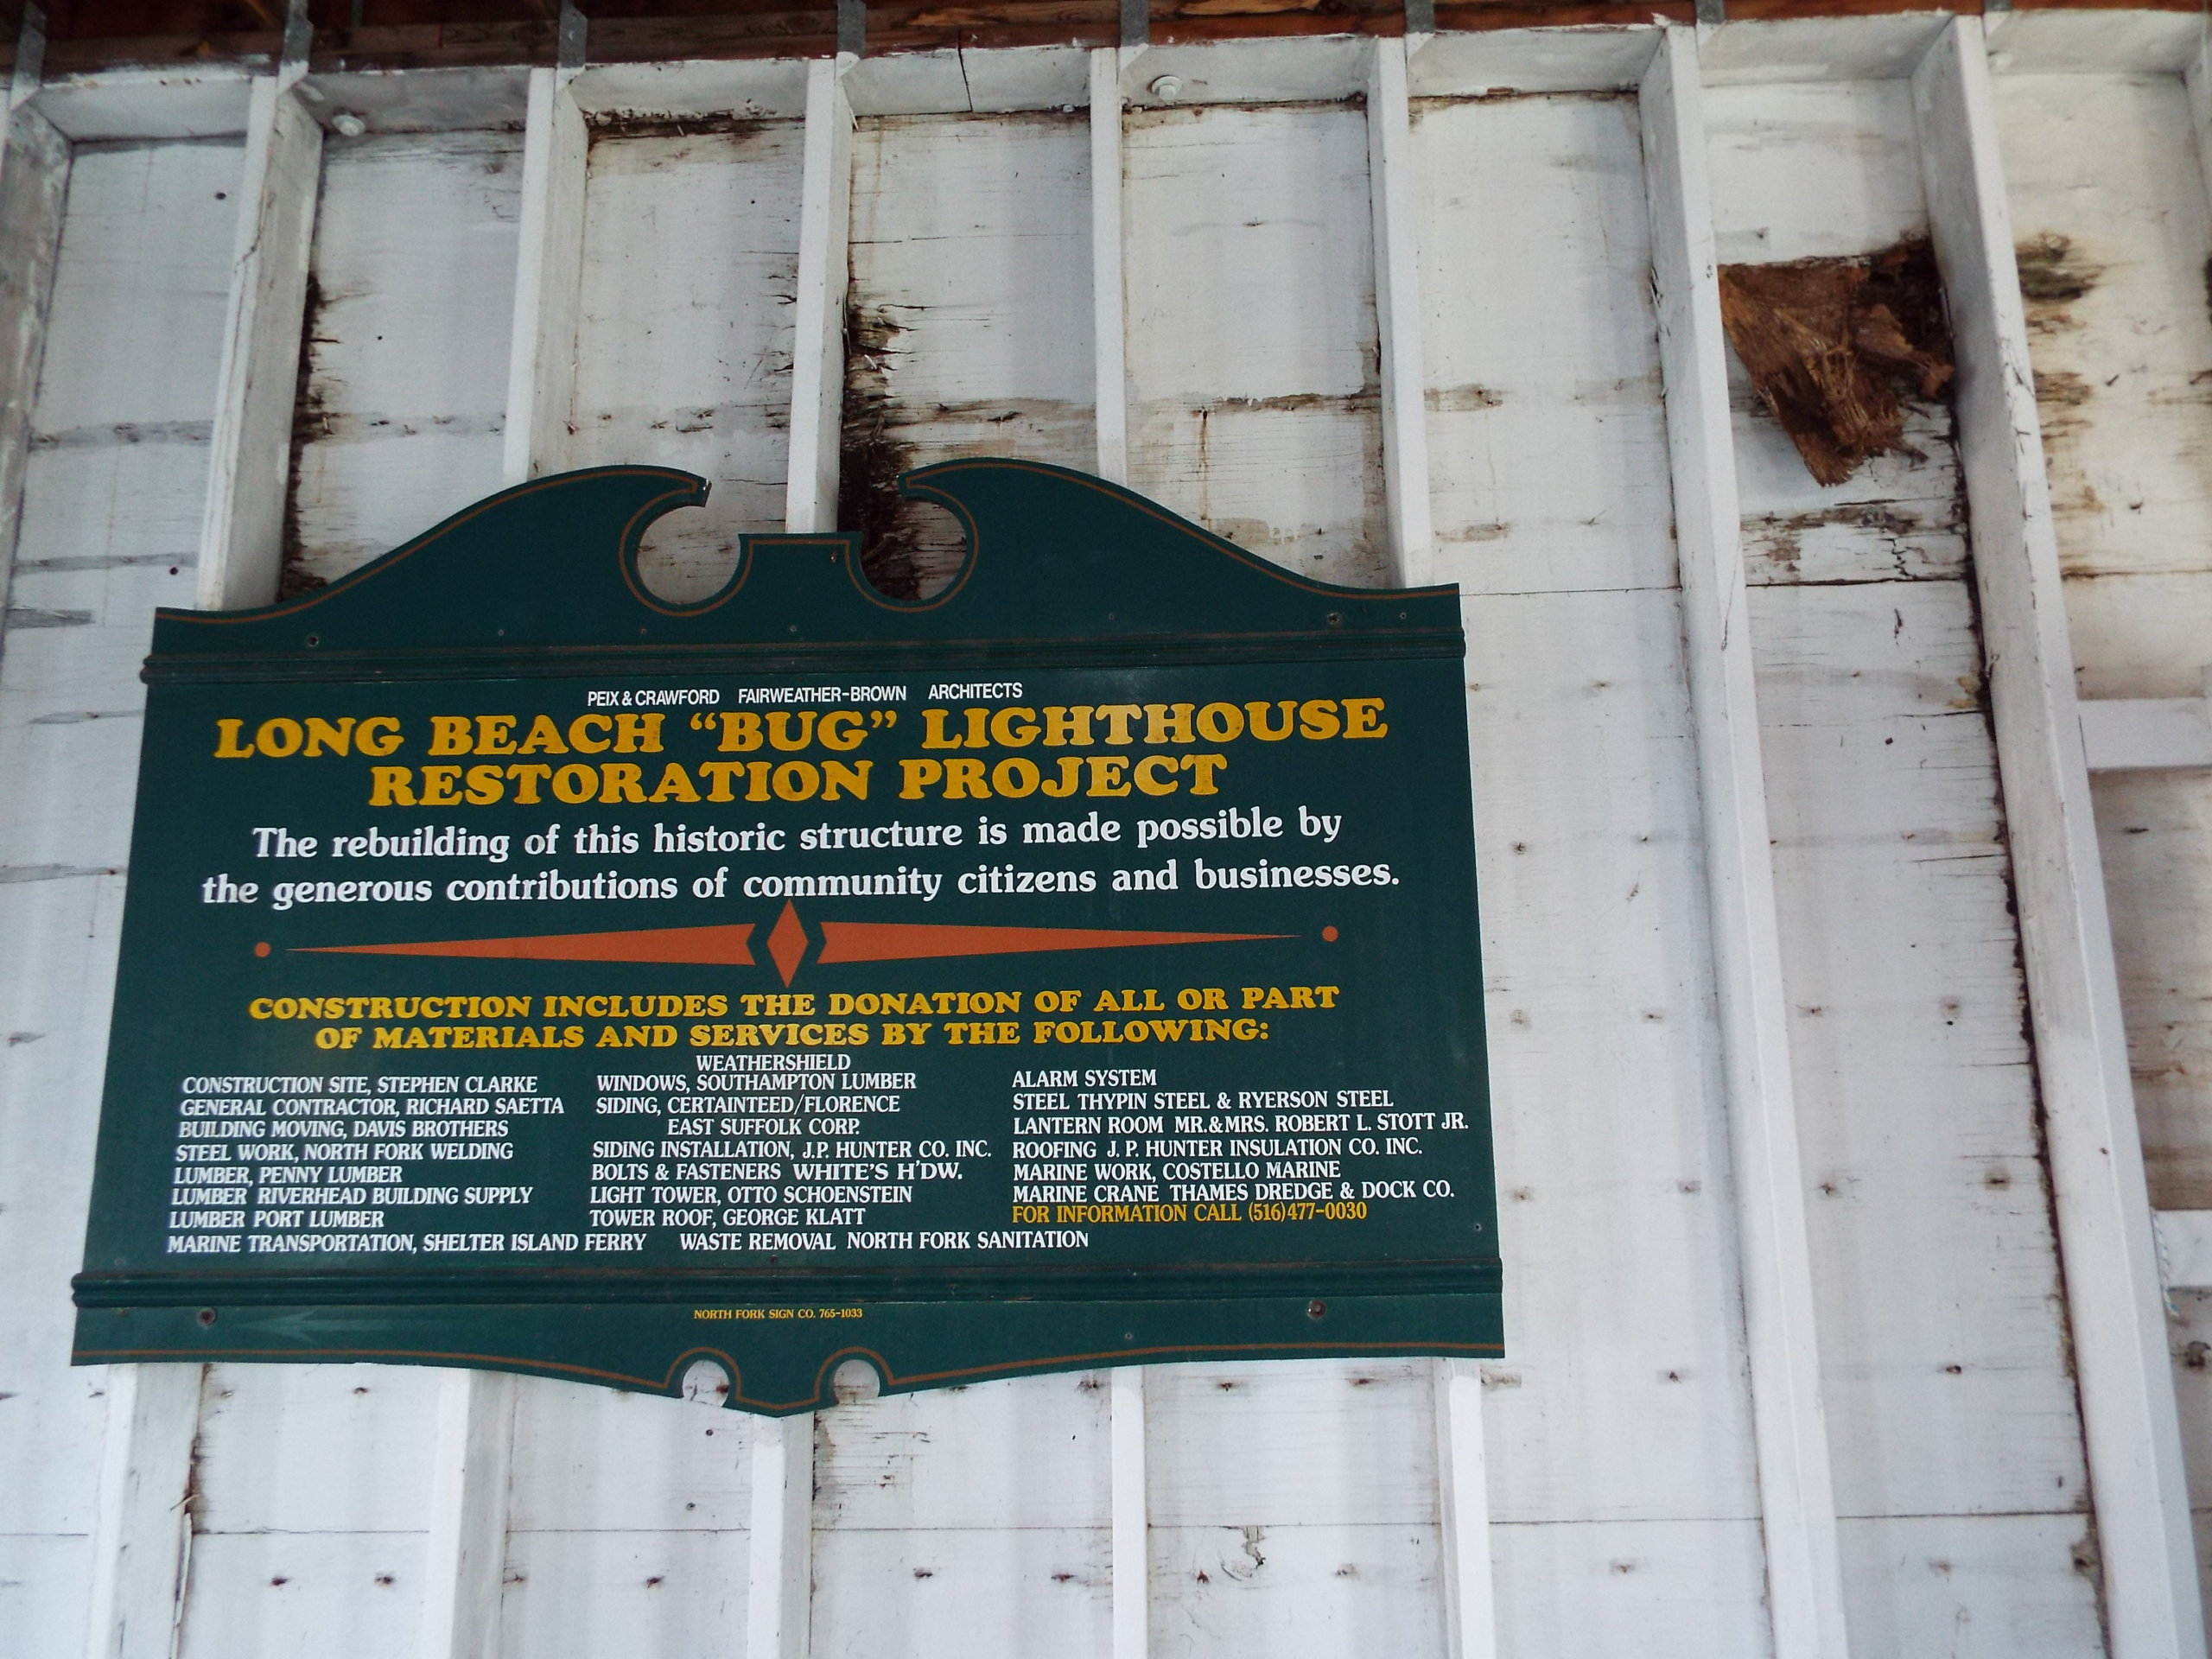 PEIX & CRAWFORD FAIRWEATHER-BROWN ARCHITECTS
LONG BEACH “BUG” LIGHTHOUSE
RESTORATION PROJECT
The rebuilding of this historic structure is made possible by
the generous contributions of community citizens and businesses.
CONSTRUCTION INCLUDES THE DONATION OF ALL OR PART
OF MATERIALS AND SERVICES BY THE FOLLOWING:
CONSTRUCTION SITE, STEPHEN CLARKE
GENERAL CONTRACTOR, RICHARD SAETTA
BUILDING MOVING, DAVIS BROTHERS
STEEL WORK, NORTH FORK WELDING
LUMBER, PENNY LUMBER
LUMBER RIVERHEAD BUILDING SUPPLY
LUMBER PORT LUMBER
WEATHERSHIELD
WINDOWS, SOUTHAMPTON LUMBER
SIDING, CERTAINTEED/FLORENCE
EAST SUFFOLK CORP.
SIDING INSTALLATION, J.P. HUNTER CO. INC.
BOLTS & FASTENERS WHITE'S H'DW.
LIGHT TOWER, OTTO SCHOENSTEIN
TOWER ROOF, GEORGE KLATT
ALARM SYSTEM
STEEL THYPIN STEEL & RYERSON STEEL
LANTERN ROOM MR.&MRS. ROBERT L. STOTT JR.
ROOFING J. P. HUNTER INSULATION CO. INC.
MARINE WORK, COSTELLO MARINE
MARINE CRANE THAMES DREDGE & DOCK CO.
FOR INFORMATION CALL (516)477-0030
MARINE TRANSPORTATION, SHELTER ISLAND FERRY WASTE REMOVAL NORTH FORK SANITATION
NORTH FORK SIGN CO. 765-1033